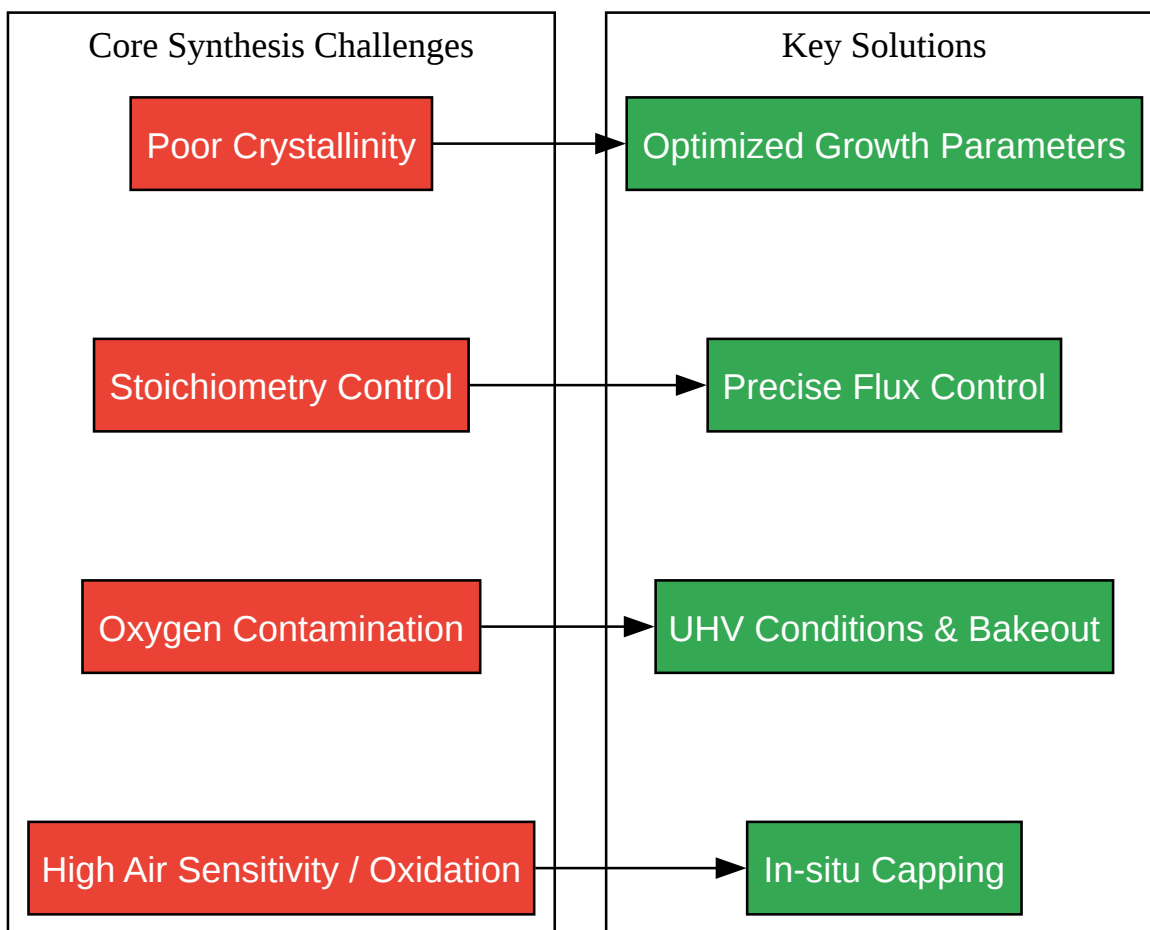 Core Synthesis Challenges
Key Solutions
Poor Crystallinity
Optimized Growth Parameters
Stoichiometry Control
Precise Flux Control
Oxygen Contamination
UHV Conditions & Bakeout
High Air Sensitivity / Oxidation
In-situ Capping